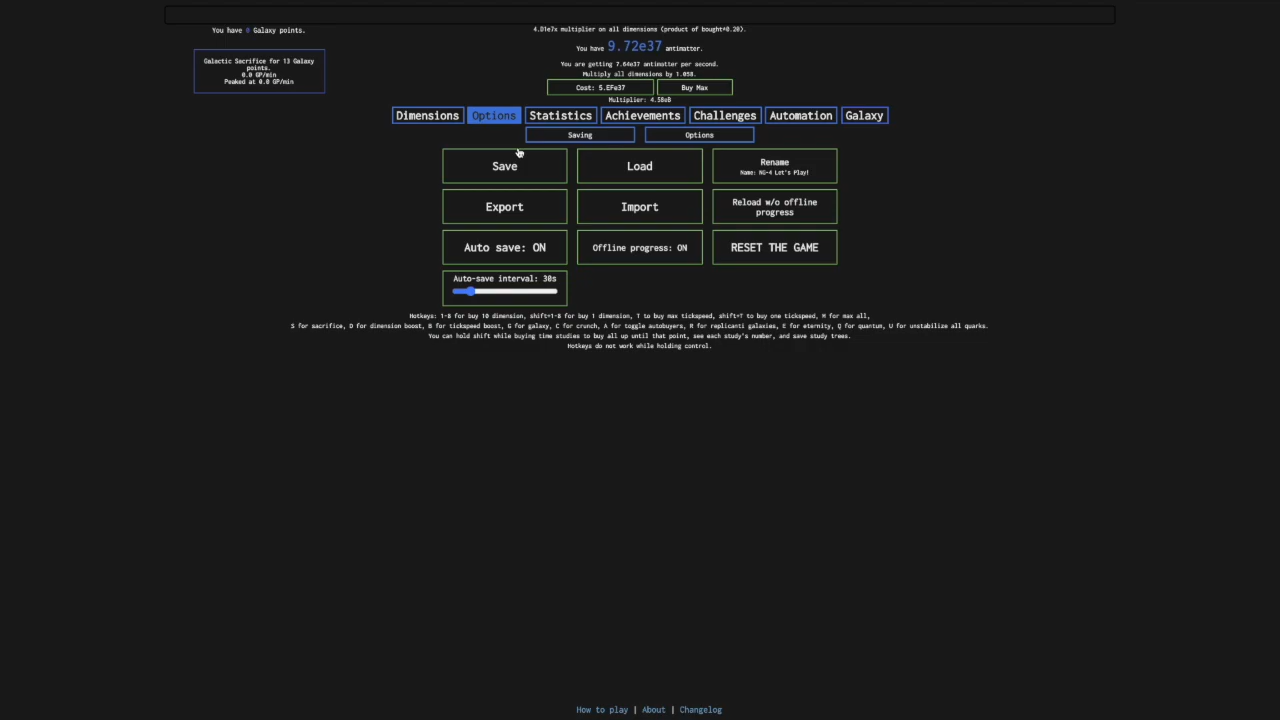 You have 0 Galaxy points.
Galactic Sacrifice for 13 Galaxy
points.
0.0 GP/min
Peaked at 0.0 GP/min
4.D1e7x multiplier on all dimensions (product of bought*0.20).
You have 9.72e37 antimatter.
You are getting 7.64e37 antimatter per second.
Multiply all dimensions by 1.058.
Cost: 5.EFe37
Buy Max
Multiplier: 4.58e8
Dimensions
Options
Statistics
Achievements
Challenges
Automation
Galaxy
Saving
Options
Save
Load
Rename
Name: NG-4 Let's Play!
Export
Import
Reload w/o offline
progress
Auto save: ON
Offline progress: ON
RESET THE GAME
Auto-save interval: 30s
Hotkeys: 1-8 for buy 10 dimension, shift+1-8 for buy 1 dimension, T to buy max tickspeed, shift+T to buy one tickspeed, M for max all,
S for sacrifice, D for dimension boost, B for tickspeed boost, G for galaxy, C for crunch, A for toggle autobuyers, R for replicanti galaxies, E for eternity, Q for quantum, U for unstabilize all quarks.
You can hold shift while buying time studies to buy all up until that point, see each study's number, and save study trees.
Hotkeys do not work while holding control.
How to play | About | Changelog